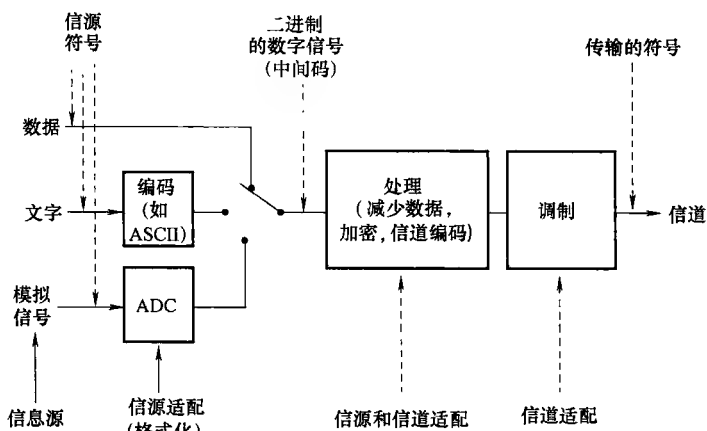 信源
符号
二进制
的数字信号
(中间码)
传输的符号
数据
文字
编码
(如
ASCII)
处理
(减少数据,
加密,信道编码)
调制
信道
模拟
信号
ADC
信息源
信源适配
(格式化)
信源和信道适配
信道适配